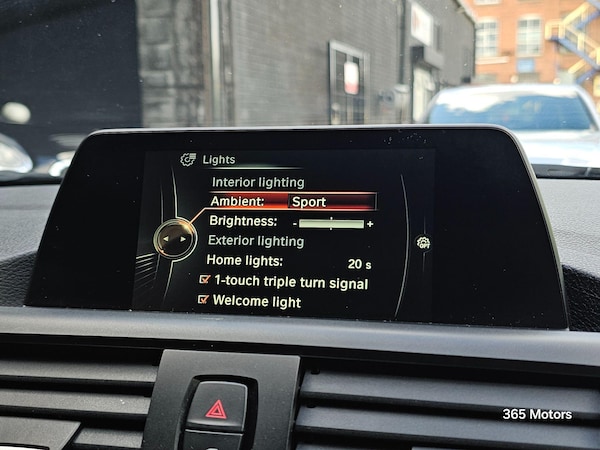 Lights
Interior lighting
Ambient: Sport
Brightness: - +
Exterior lighting
Home lights: 20 s
1-touch triple turn signal
Welcome light
OFF
365 Motors